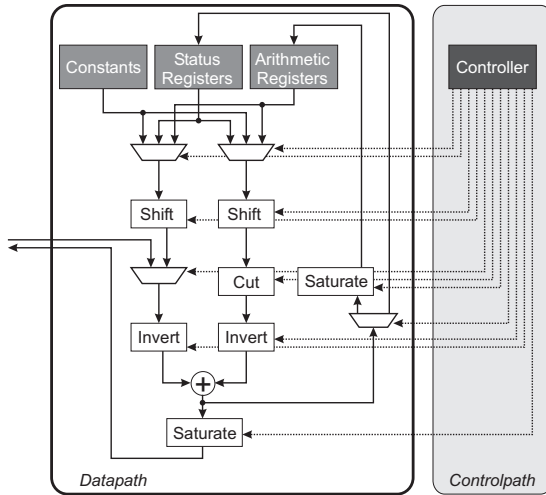 Constants
Status
Registers
Arithmetic
Registers
Controller
Shift
Shift
Cut
Saturate
Invert
Invert
+
Saturate
Datapath
Controlpath